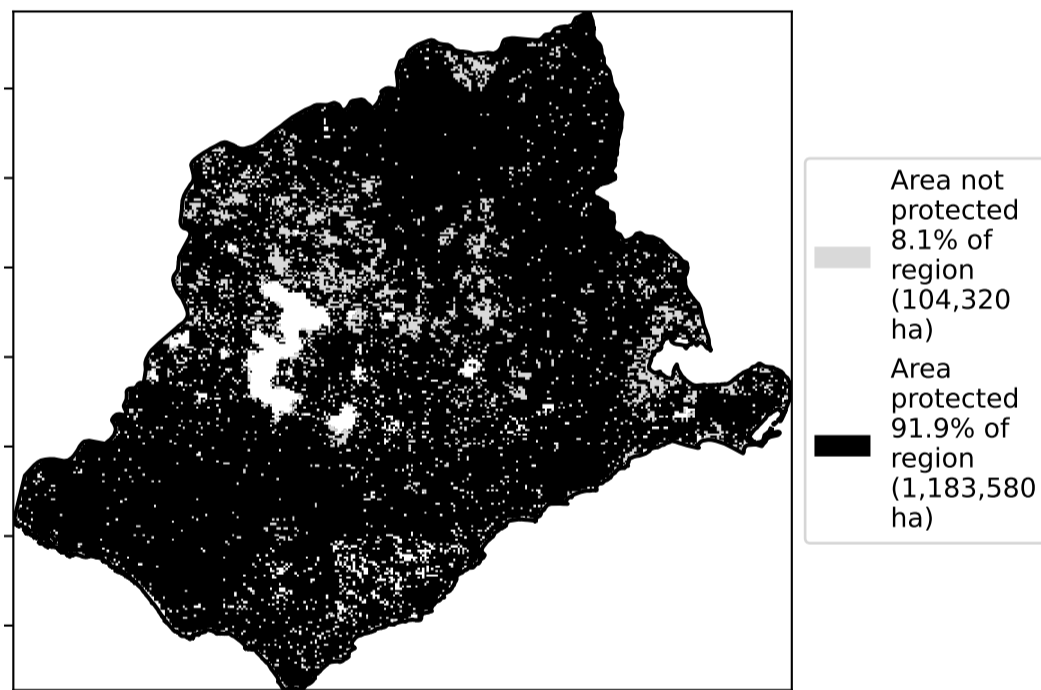 Area not
protected
8.1% of
region
(104,320
ha)
Area
protected
91.9% of
region
(1,183,580
ha)